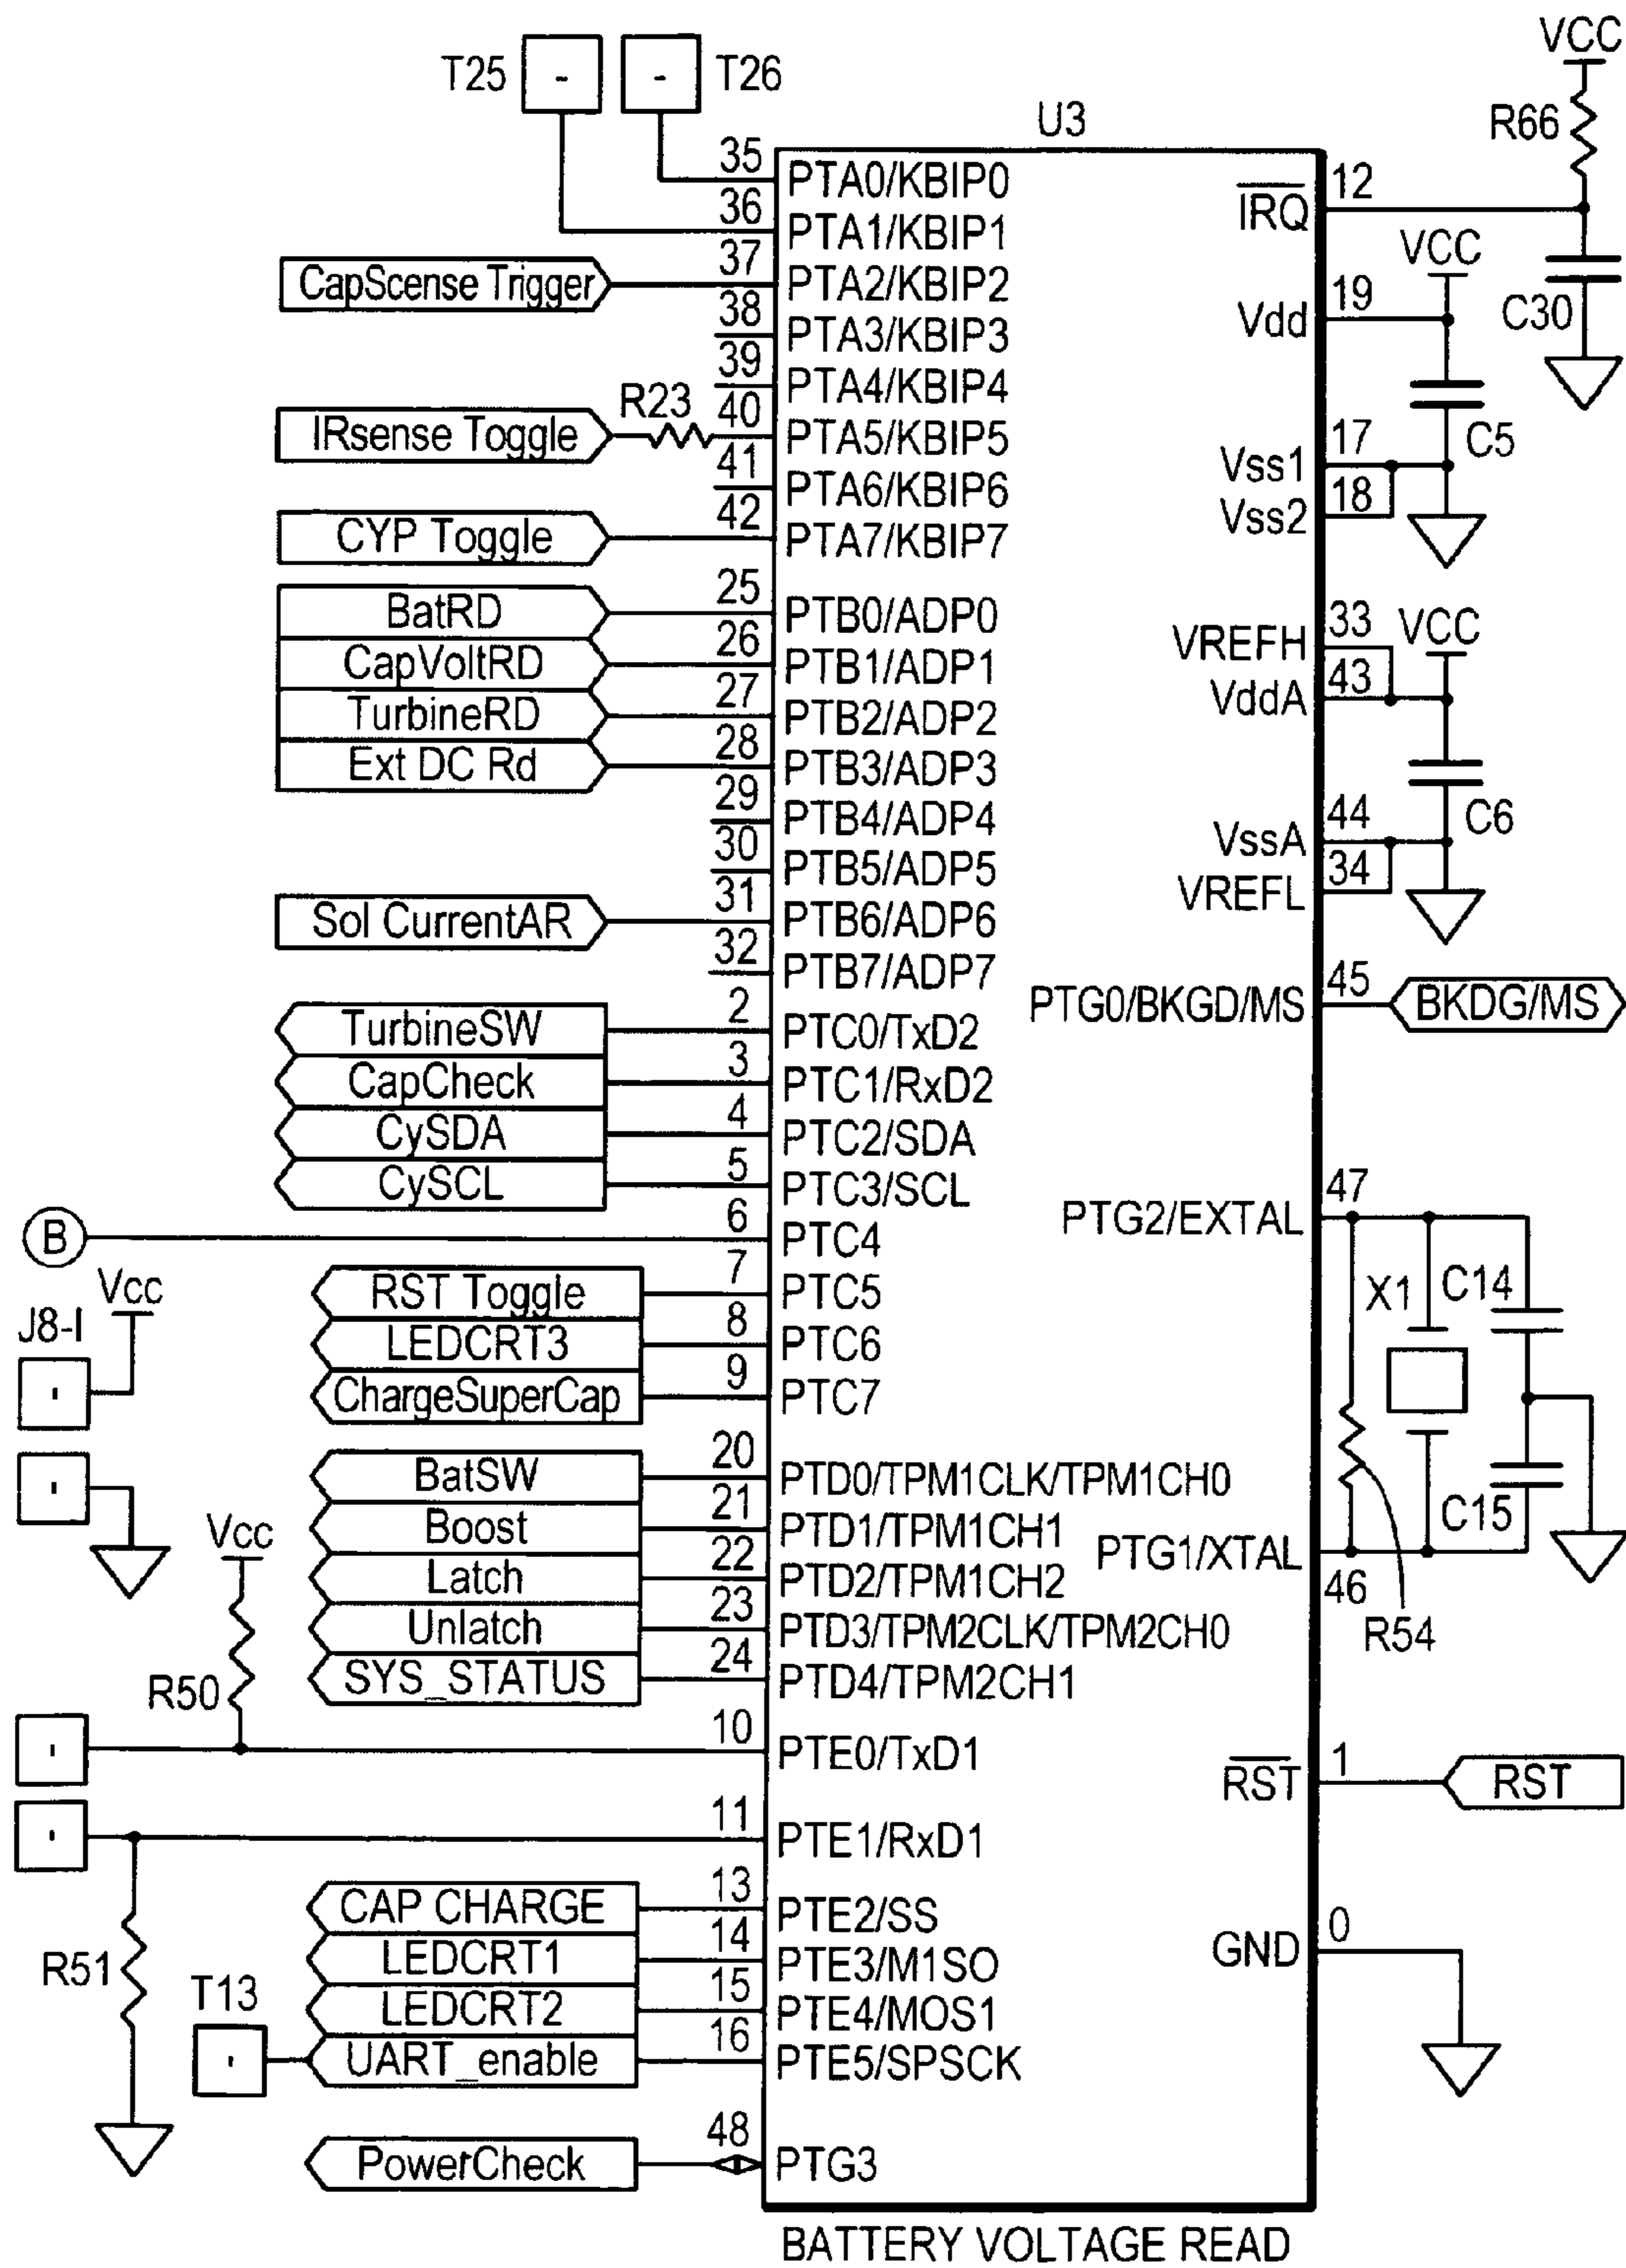 T25 - - T26
VCC
R66
U3
35 PTA0/KBIP0
36 PTA1/KBIP1
CapScense Trigger 37 PTA2/KBIP2
38 PTA3/KBIP3
39 PTA4/KBIP4
IRsense Toggle R23 40 PTA5/KBIP5
41 PTA6/KBIP6
CYP Toggle 42 PTA7/KBIP7
BatRD 25 PTB0/ADP0
CapVoltRD 26 PTB1/ADP1
TurbineRD 27 PTB2/ADP2
Ext DC Rd 28 PTB3/ADP3
29 PTB4/ADP4
30 PTB5/ADP5
Sol CurrentAR 31 PTB6/ADP6
32 PTB7/ADP7
TurbineSW 2 PTC0/TxD2
CapCheck 3 PTC1/RxD2
CySDA 4 PTC2/SDA
CySCL 5 PTC3/SCL
B 6 PTC4
RST Toggle 7 PTC5
LEDCRT3 8 PTC6
ChargeSuperCap 9 PTC7
Vcc
J8-I
-
-
BatSW 20 PTD0/TPM1CLK/TPM1CH0
Boost 21 PTD1/TPM1CH1
Latch 22 PTD2/TPM1CH2
Unlatch 23 PTD3/TPM2CLK/TPM2CH0
SYS_STATUS 24 PTD4/TPM2CH1
Vcc
R50
- 10 PTE0/TxD1
- 11 PTE1/RxD1
R51
CAP CHARGE 13 PTE2/SS
LEDCRT1 14 PTE3/M1SO
LEDCRT2 15 PTE4/MOS1
T13
- UART_enable 16 PTE5/SPSCK
PowerCheck 48 PTG3
IRQ 12
C30
VCC
Vdd 19
C5
Vss1 17
Vss2 18
VREFH 33 VCC
VddA 43
C6
VssA 44
VREFL 34
PTG0/BKGD/MS 45 BKDG/MS
PTG2/EXTAL 47
X1 C14
C15
PTG1/XTAL 46
R54
RST 1 RST
GND 0
BATTERY VOLTAGE READ